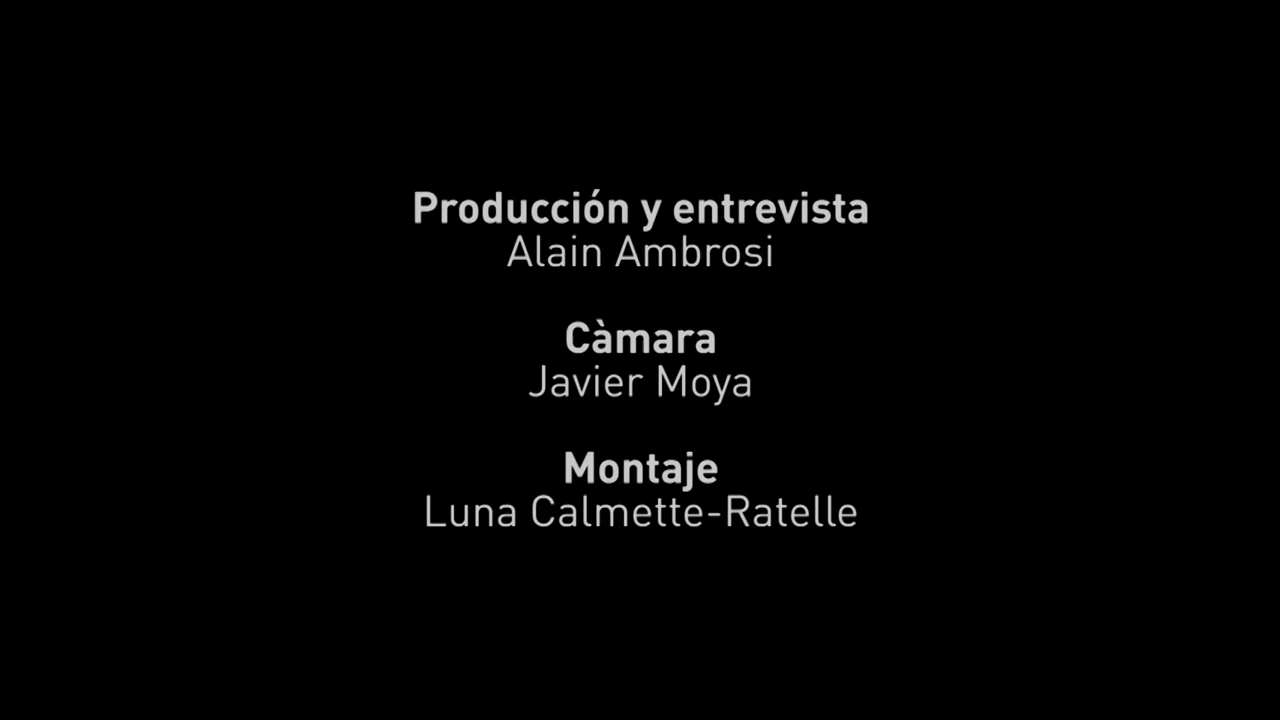 Producción y entrevista
Alain Ambrosi
Càmara
Javier Moya
Montaje
Luna Calmette-Ratelle